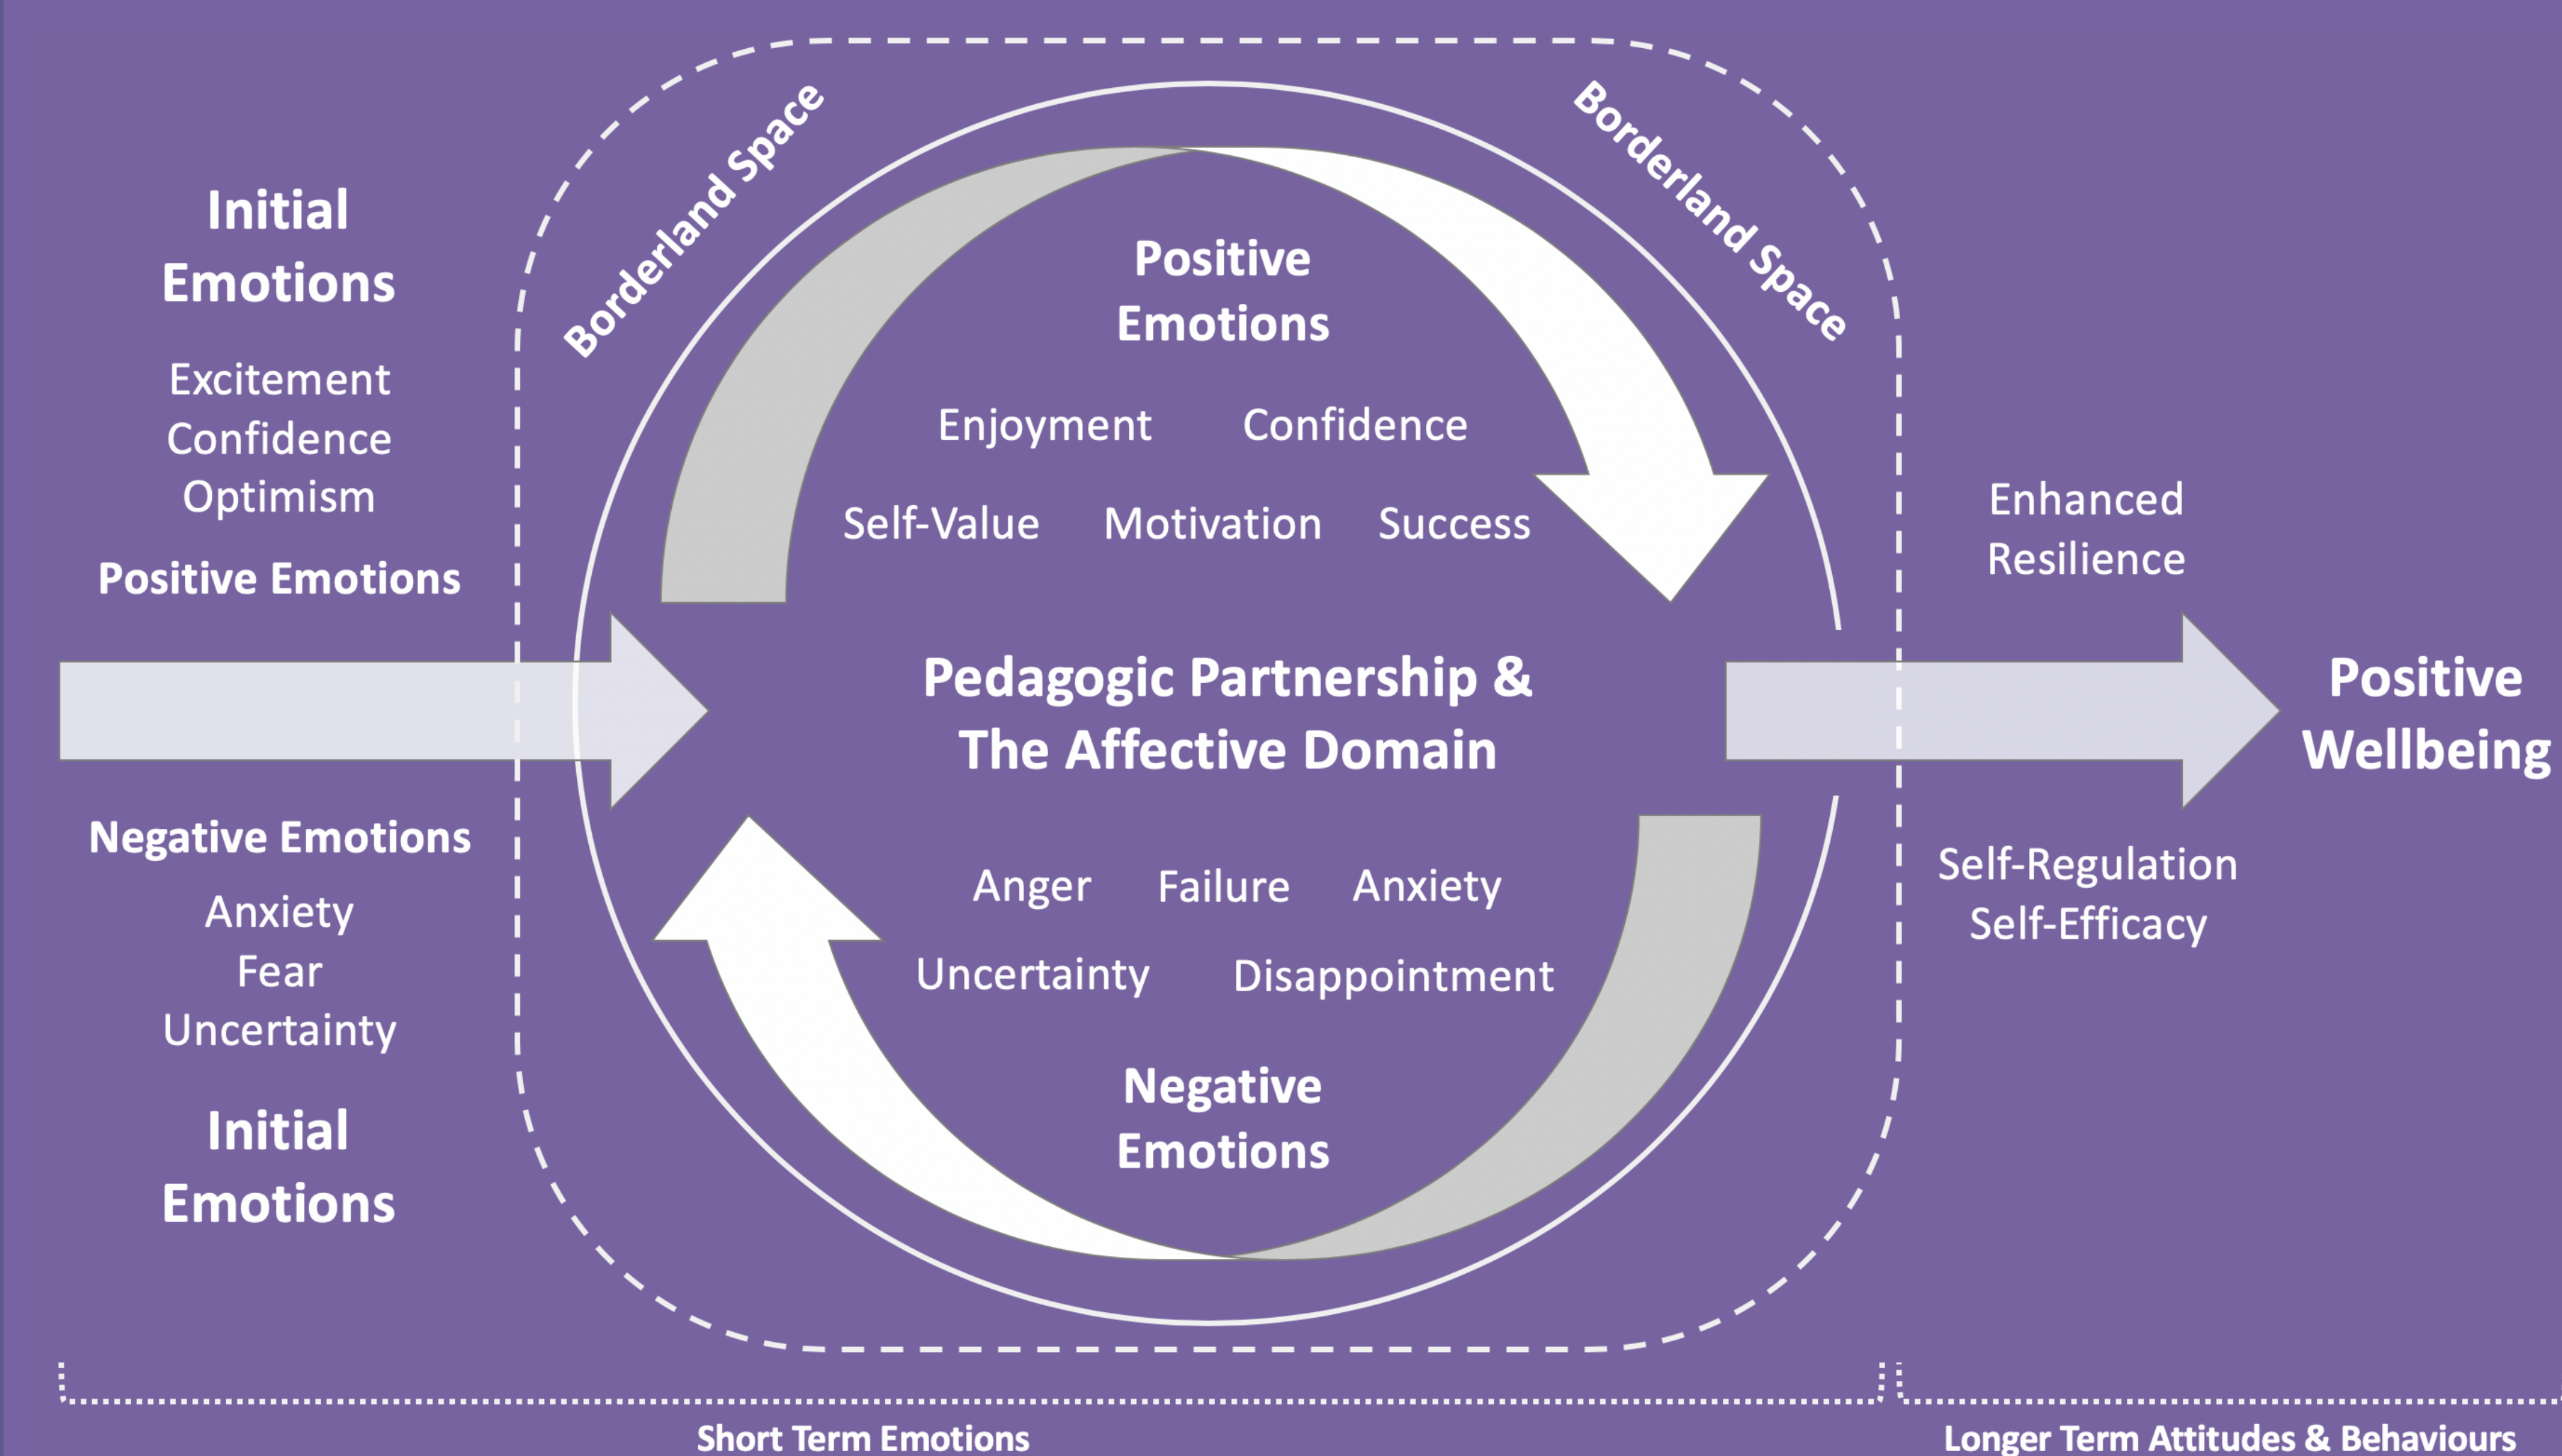 Initial
Emotions
Excitement
Confidence
Optimism
Positive Emotions
Negative Emotions
Anxiety
Fear
Uncertainty
Initial
Emotions
Borderland Space
Borderland Space
Positive
Emotions
Enjoyment Confidence
Self-Value Motivation Success
Pedagogic Partnership &
The Affective Domain
Anger Failure Anxiety
Uncertainty Disappointment
Negative
Emotions
Enhanced
Resilience
Positive
Wellbeing
Self-Regulation
Self-Efficacy
Short Term Emotions
Longer Term Attitudes & Behaviours